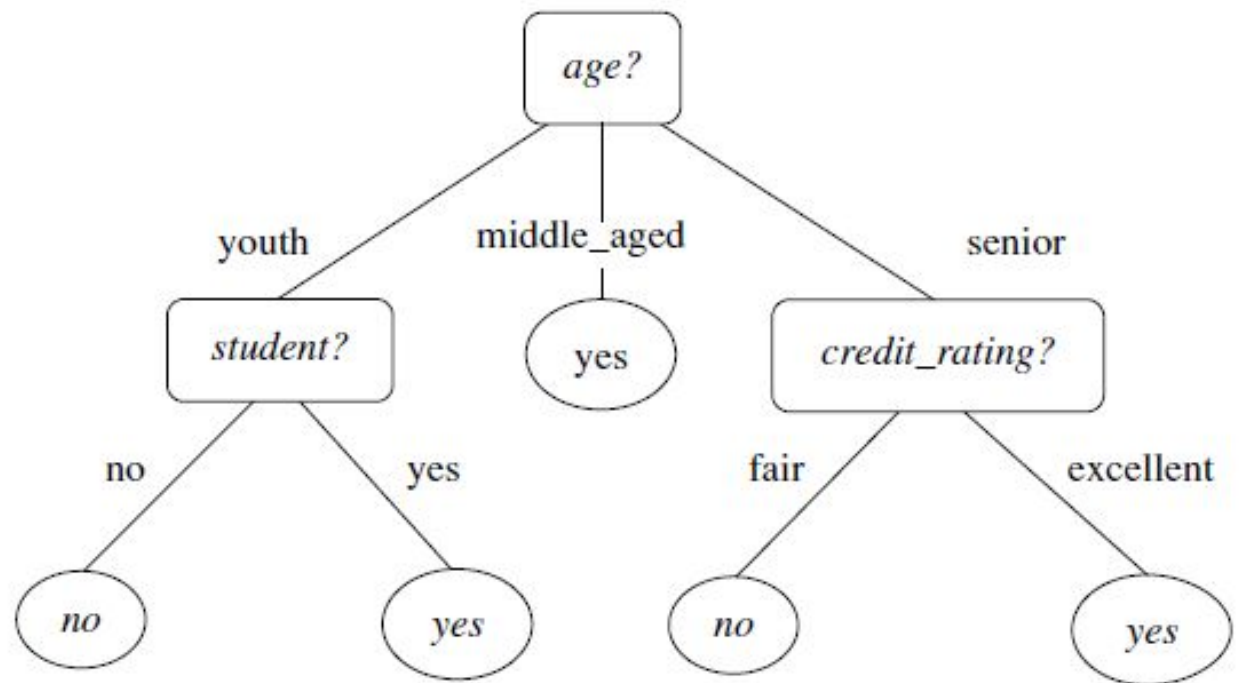 age?
youth
middle_aged
senior
student?
yes
credit_rating?
no
yes
fair
excellent
no
yes
no
yes